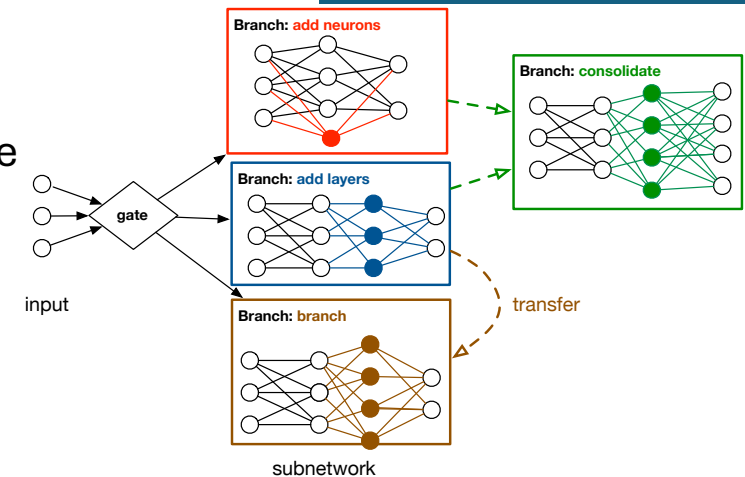 Branch: add neurons
Branch: consolidate
e
gate
Branch: add layers
input
transfer
Branch: branch
subnetwork